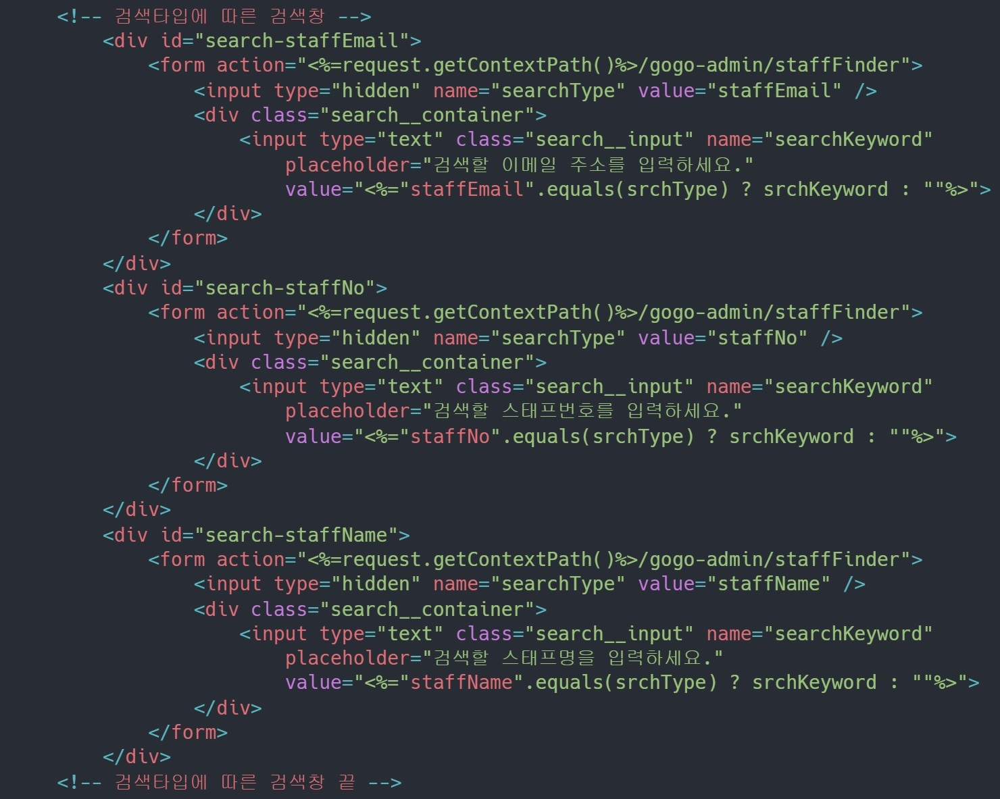 <!-- 검색타입에 따른 검색창 -->
<div id="search-staffEmail">
<form action="<%=request.getContextPath()%>/gogo-admin/staffFinder">
<input type="hidden" name="searchType" value="staffEmail" />
<div class="search__container">
<input type="text" class="search__input" name="searchKeyword"
placeholder="검색할 이메일 주소를 입력하세요."
value="<%="staffEmail".equals(srchType) ? srchKeyword : ""%>">
</div>
</form>
</div>
<div id="search-staffNo">
<form action="<%=request.getContextPath()%>/gogo-admin/staffFinder">
<input type="hidden" name="searchType" value="staffNo" />
<div class="search__container">
<input type="text" class="search__input" name="searchKeyword"
placeholder="검색할 스태프번호를 입력하세요."
value="<%="staffNo".equals(srchType) ? srchKeyword : ""%>">
</div>
</form>
</div>
<div id="search-staffName">
<form action="<%=request.getContextPath()%>/gogo-admin/staffFinder">
<input type="hidden" name="searchType" value="staffName" />
<div class="search__container">
<input type="text" class="search__input" name="searchKeyword"
placeholder="검색할 스태프명을 입력하세요."
value="<%="staffName".equals(srchType) ? srchKeyword : ""%>">
</div>
</form>
</div>
<!-- 검색타입에 따른 검색창 끝 -->